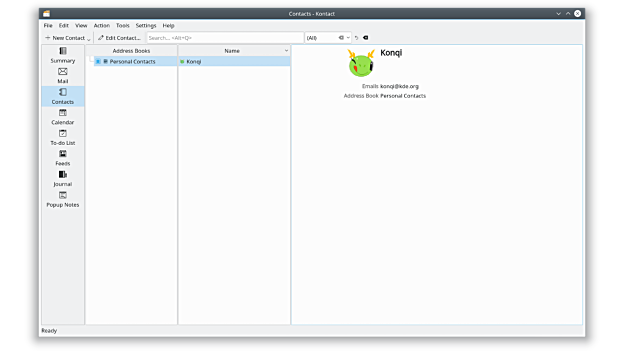 Contacts - Kontact
File Edit View Action Tools Settings Help
New Contact Edit Contact... Search... <Alt+Q> (All)
Address Books Name
Personal Contacts Konqi
Summary
Mail
Contacts
Calendar
To-do List
Feeds
Journal
Popup Notes
Konqi
Emails konqi@kde.org
Address Book Personal Contacts
Ready